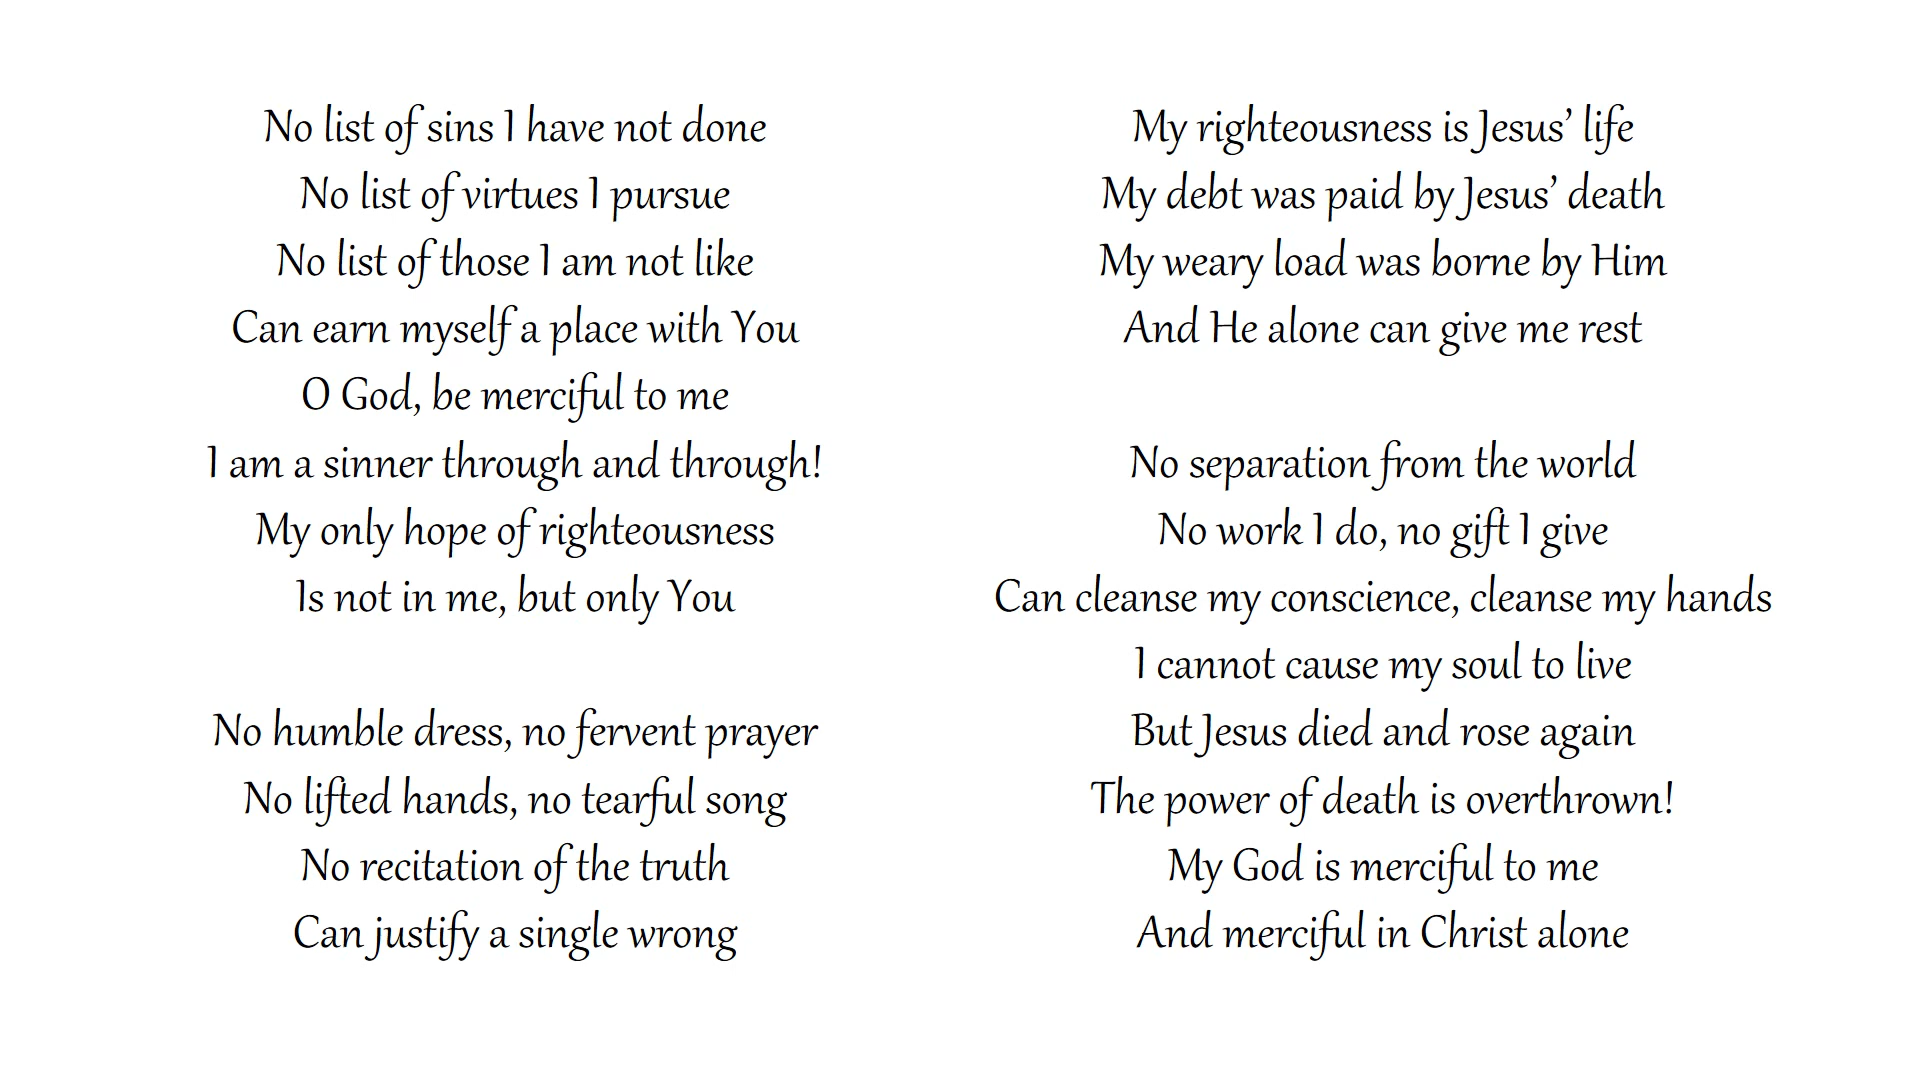 No list of sins I have not done
No list of virtues I pursue
No list of those I am not like
Can earn myself a place with You
O God, be merciful to me
I am a sinner through and through!
My only hope of righteousness
Is not in me, but only You

No humble dress, no fervent prayer
No lifted hands, no tearful song
No recitation of the truth
Can justify a single wrong

My righteousness is Jesus’ life
My debt was paid by Jesus’ death
My weary load was borne by Him
And He alone can give me rest

No separation from the world
No work I do, no gift I give
Can cleanse my conscience, cleanse my hands
I cannot cause my soul to live
But Jesus died and rose again
The power of death is overthrown!
My God is merciful to me
And merciful in Christ alone